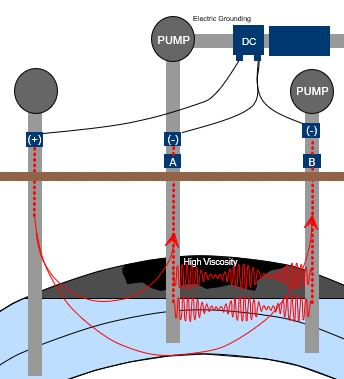 Electric Grounding
PUMP
DC
PUMP
(+)
(-)
(-)
A
B
High Viscosity